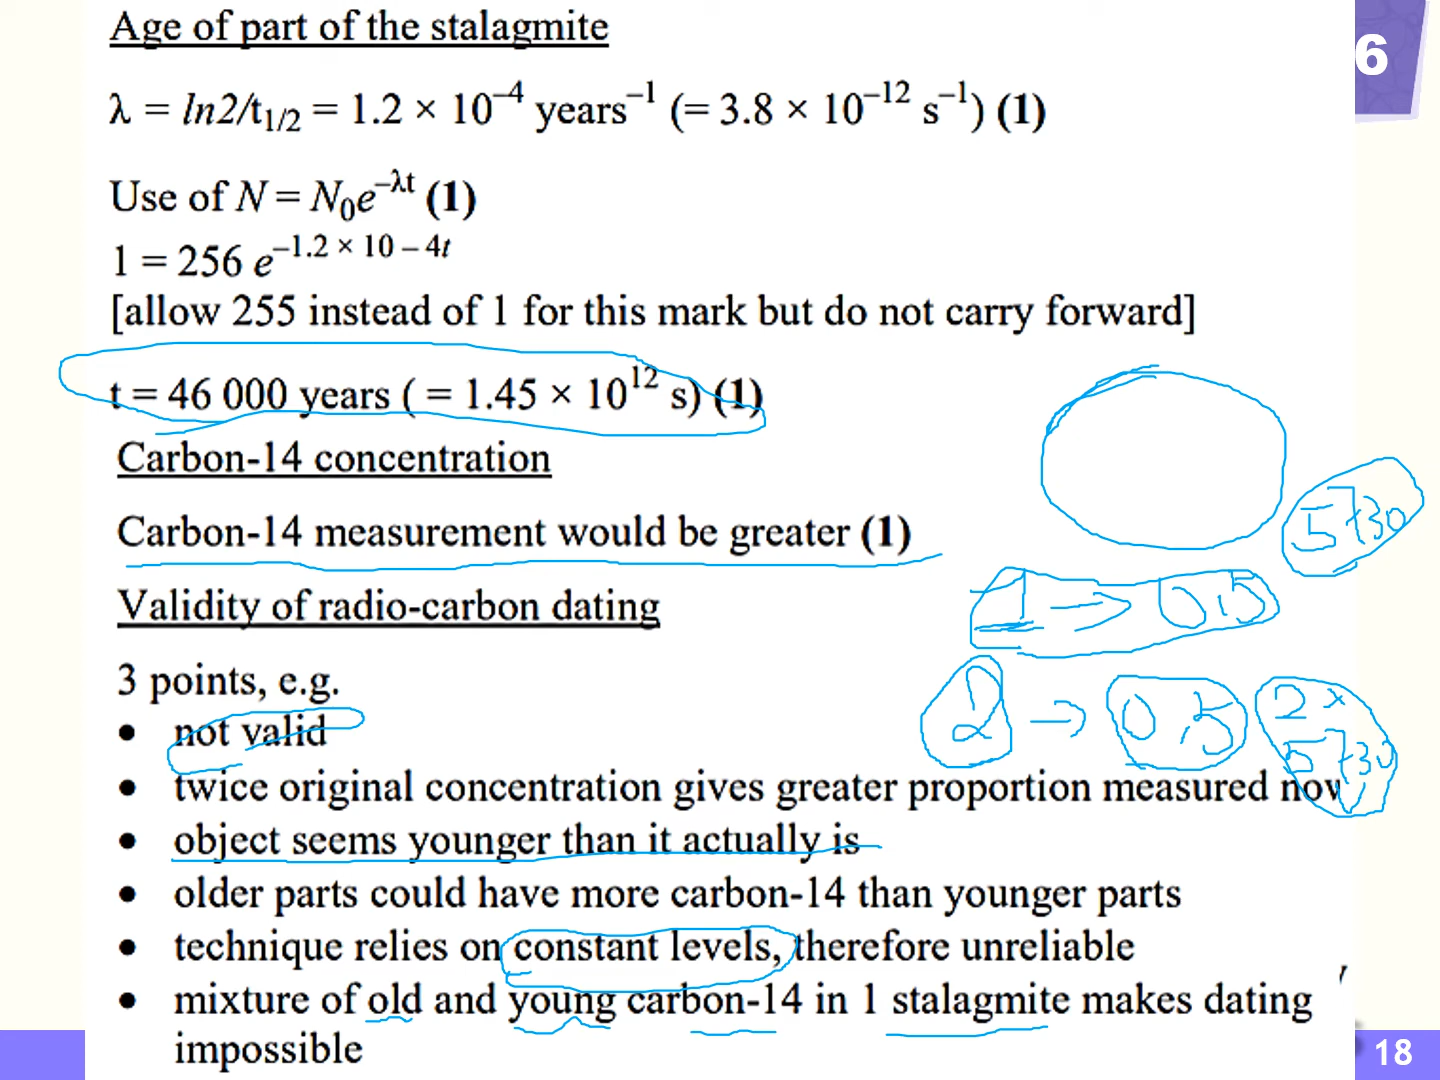 Age of part of the stalagmite
6
λ = ln2/t1/2 = 1.2 × 10–4 years–1 (= 3.8 × 10–12 s–1) (1)
Use of N = N0e–λt (1)
1 = 256 e–1.2 × 10 – 4t
[allow 255 instead of 1 for this mark but do not carry forward]
t = 46 000 years ( = 1.45 × 1012 s) (1)
Carbon-14 concentration
5730
Carbon-14 measurement would be greater (1)
1 → 0.5
Validity of radio-carbon dating
3 points, e.g.
2 → 0.5
2 ×
5730
• not valid
• twice original concentration gives greater proportion measured now
• object seems younger than it actually is
• older parts could have more carbon-14 than younger parts
• technique relies on constant levels, therefore unreliable
• mixture of old and young carbon-14 in 1 stalagmite makes dating
impossible
18